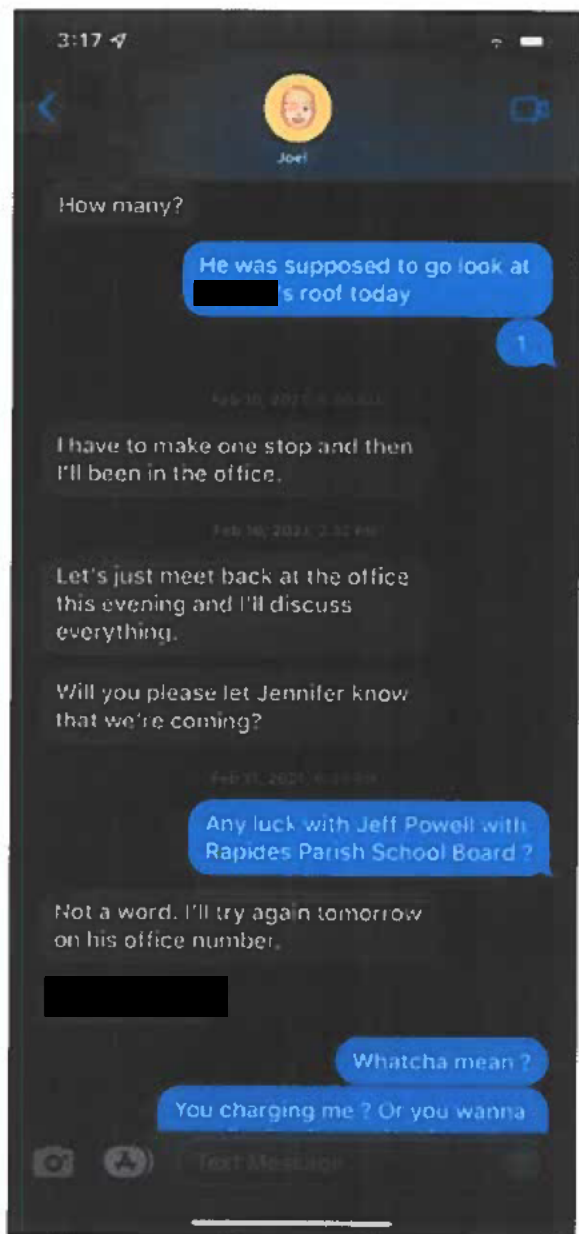 3:17
Joel
How many?
He was supposed to go look at
's roof today
1
I have to make one stop and then
I'll been in the office.
Let's just meet back at the office
this evening and I'll discuss
everything.
Will you please let Jennifer know
that we're coming?
Any luck with Jeff Powell with
Rapides Parish School Board ?
Not a word. I'll try again tomorrow
on his office number.
Whatcha mean ?
You charging me ? Or you wanna
Text Message